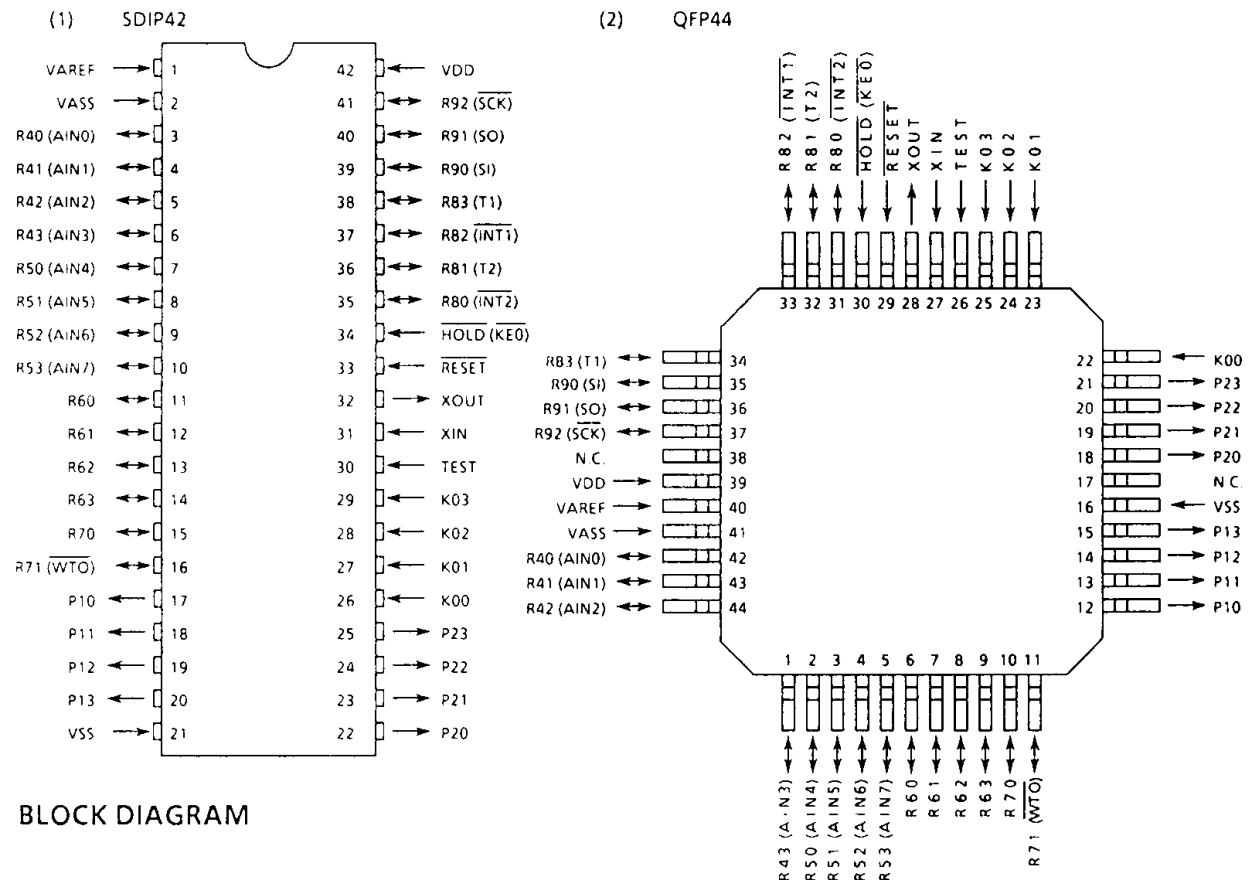 (1) SDIP42
VAREF 1 42 VDD
VASS 2 41 R92 (SCK)
R40 (AIN0) 3 40 R91 (SO)
R41 (AIN1) 4 39 R90 (SI)
R42 (AIN2) 5 38 R83 (T1)
R43 (AIN3) 6 37 R82 (INT1)
R50 (AIN4) 7 36 R81 (T2)
R51 (AIN5) 8 35 R80 (INT2)
R52 (AIN6) 9 34 HOLD (KE0)
R53 (AIN7) 10 33 RESET
R60 11 32 XOUT
R61 12 31 XIN
R62 13 30 TEST
R63 14 29 K03
R70 15 28 K02
R71 (WTO) 16 27 K01
P10 17 26 K00
P11 18 25 P23
P12 19 24 P22
P13 20 23 P21
VSS 21 22 P20
(2) QFP44
R82 (INT1)
R81 (T2)
R80 (INT2)
HOLD (KE0)
RESET
XOUT
XIN
TEST
K03
K02
K01
33 32 31 30 29 28 27 26 25 24 23
R83 (T1) 34 22 K00
R90 (SI) 35 21 P23
R91 (SO) 36 20 P22
R92 (SCK) 37 19 P21
N.C. 38 18 P20
VDD 39 17 N.C.
VAREF 40 16 VSS
VASS 41 15 P13
R40 (AIN0) 42 14 P12
R41 (AIN1) 43 13 P11
R42 (AIN2) 44 12 P10
1 2 3 4 5 6 7 8 9 10 11
R43 (AIN3)
R50 (AIN4)
R51 (AIN5)
R52 (AIN6)
R53 (AIN7)
R60
R61
R62
R63
R70
R71 (WTO)
BLOCK DIAGRAM